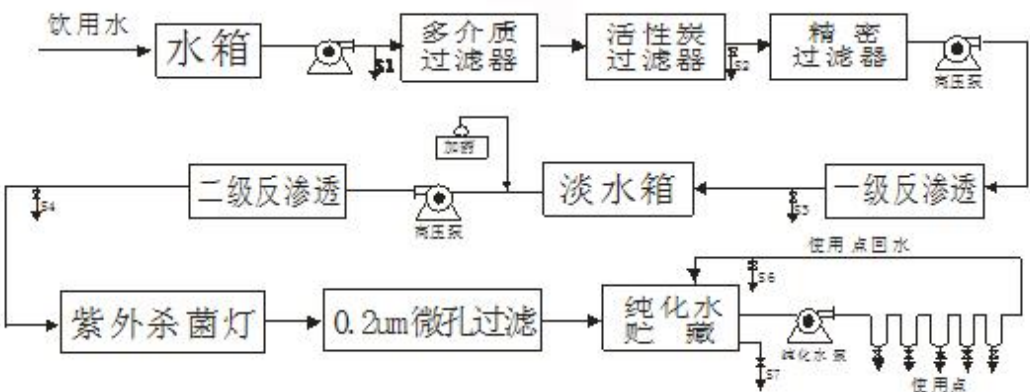 饮用水
水箱
S1
多介质
过滤器
活性炭
过滤器
S2
精密
过滤器
高压泵
加药
二级反渗透
S4
高压泵
淡水箱
S3
一级反渗透
使用点回水
S6
紫外杀菌灯
0.2um微孔过滤
纯化水
贮藏
纯化水泵
S7
使用点